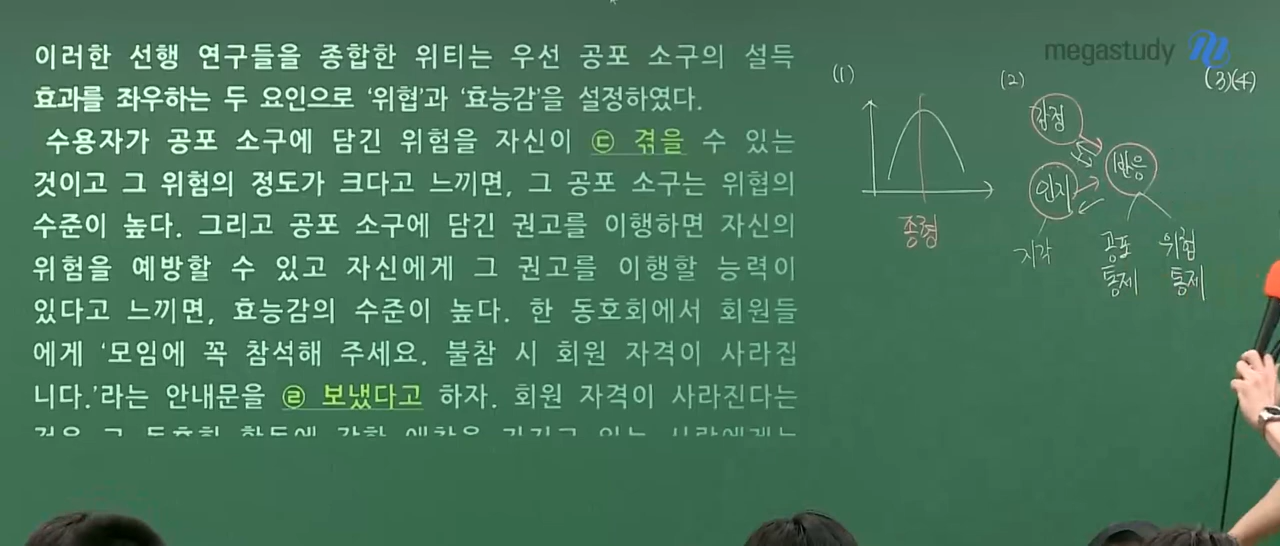 이러한 선행 연구들을 종합한 위티는 우선 공포 소구의 설득
효과를 좌우하는 두 요인으로 ‘위협’과 ‘효능감’을 설정하였다.
수용자가 공포 소구에 담긴 위험을 자신이 ㉢ 겪을 수 있는
것이고 그 위험의 정도가 크다고 느끼면, 그 공포 소구는 위협의
수준이 높다. 그리고 공포 소구에 담긴 권고를 이행하면 자신의
위험을 예방할 수 있고 자신에게 그 권고를 이행할 능력이
있다고 느끼면, 효능감의 수준이 높다. 한 동호회에서 회원들
에게 ‘모임에 꼭 참석해 주세요. 불참 시 회원 자격이 사라집
니다.’라는 안내문을 ㉣ 보냈다고 하자. 회원 자격이 사라진다는
megastudy
(1)
종형
(2)
감정
인지
반응
지각
공포
통제
위험
통제
(3)(4)